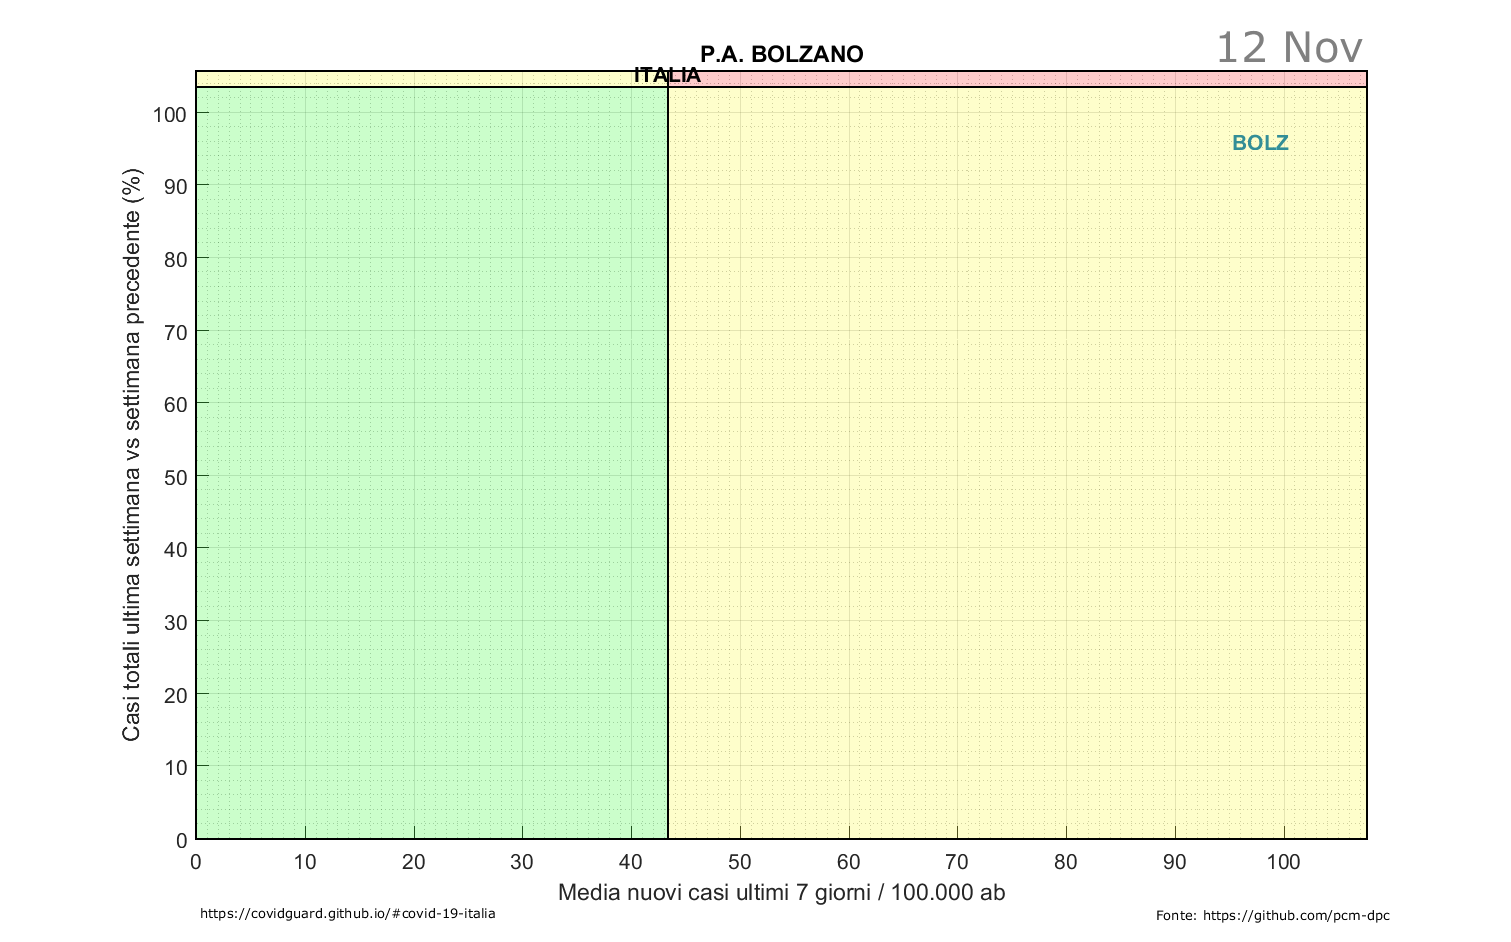 12 Nov
P.A. BOLZANO
ITALIA
BOLZ
Casi totali ultima settimana vs settimana precedente (%)
100
90
80
70
60
50
40
30
20
10
0
0 10 20 30 40 50 60 70 80 90 100
Media nuovi casi ultimi 7 giorni / 100.000 ab
https://covidguard.github.io/#covid-19-italia
Fonte: https://github.com/pcm-dpc